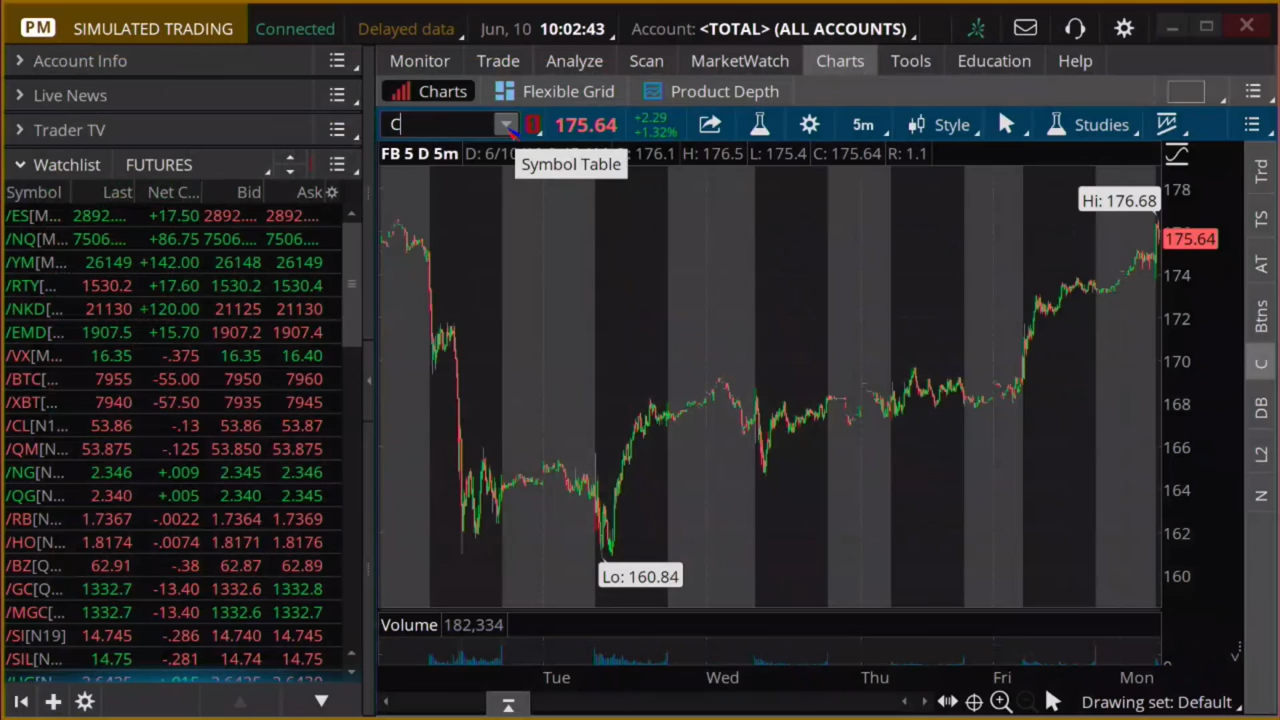 PM SIMULATED TRADING Connected Delayed data Jun, 10 10:02:43 Account: <TOTAL> (ALL ACCOUNTS)
Account Info
Live News
Trader TV
Watchlist FUTURES
Symbol Last Net C... Bid Ask
/ES[M... 2892.... +17.50 2892.... 2892....
/NQ[M... 7506.... +86.75 7506.... 7506....
/YM[M... 26149 +142.00 26148 26149
/RTY[... 1530.2 +17.60 1530.2 1530.4
/NKD[... 21130 +120.00 21125 21130
/EMD[... 1907.5 +15.70 1907.2 1907.4
/VX[M... 16.35 -.375 16.35 16.40
/BTC[... 7955 -55.00 7950 7960
/XBT[... 7940 -57.50 7935 7945
/CL[N1... 53.86 -.13 53.86 53.87
/QM[N... 53.875 -.125 53.850 53.875
/NG[N... 2.346 +.009 2.345 2.346
/QG[N... 2.340 +.005 2.340 2.345
/RB[N... 1.7367 -.0022 1.7364 1.7369
/HO[N... 1.8174 -.0074 1.8171 1.8176
/BZ[Q... 62.91 -.38 62.87 62.89
/GC[Q... 1332.7 -13.40 1332.6 1332.8
/MGC[... 1332.7 -13.40 1332.6 1332.7
/SI[N19] 14.745 -.286 14.740 14.745
/SIL[N... 14.75 -.281 14.74 14.75
Monitor Trade Analyze Scan MarketWatch Charts Tools Education Help
Charts Flexible Grid Product Depth
C 175.64 +2.29 +1.32% 5m Style Studies
Symbol Table
FB 5 D 5m D: 6/10 : 176.1 H: 176.5 L: 175.4 C: 175.64 R: 1.1
Hi: 176.68
178
175.64
174
172
170
168
166
164
162
160
Lo: 160.84
Volume 182,334
Tue Wed Thu Fri Mon
Drawing set: Default
Trd
TS
AT
Btns
C
DB
L2
N